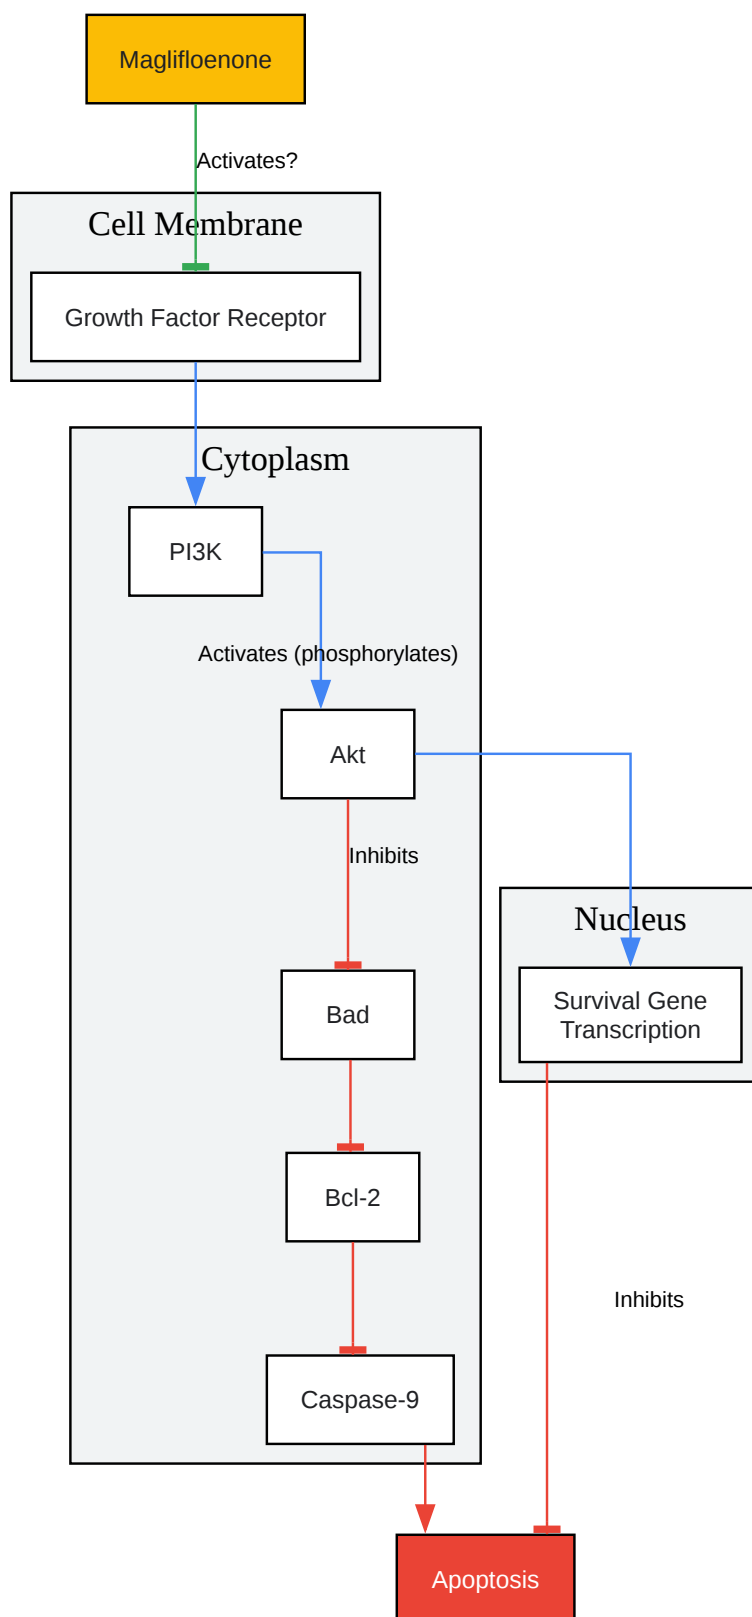 Maglifloenone
Activates?
Cell Membrane
Growth Factor Receptor
Cytoplasm
PI3K
Activates (phosphorylates)
Akt
Inhibits
Nucleus
Survival Gene
Transcription
Bad
Bcl-2
Inhibits
Caspase-9
Apoptosis